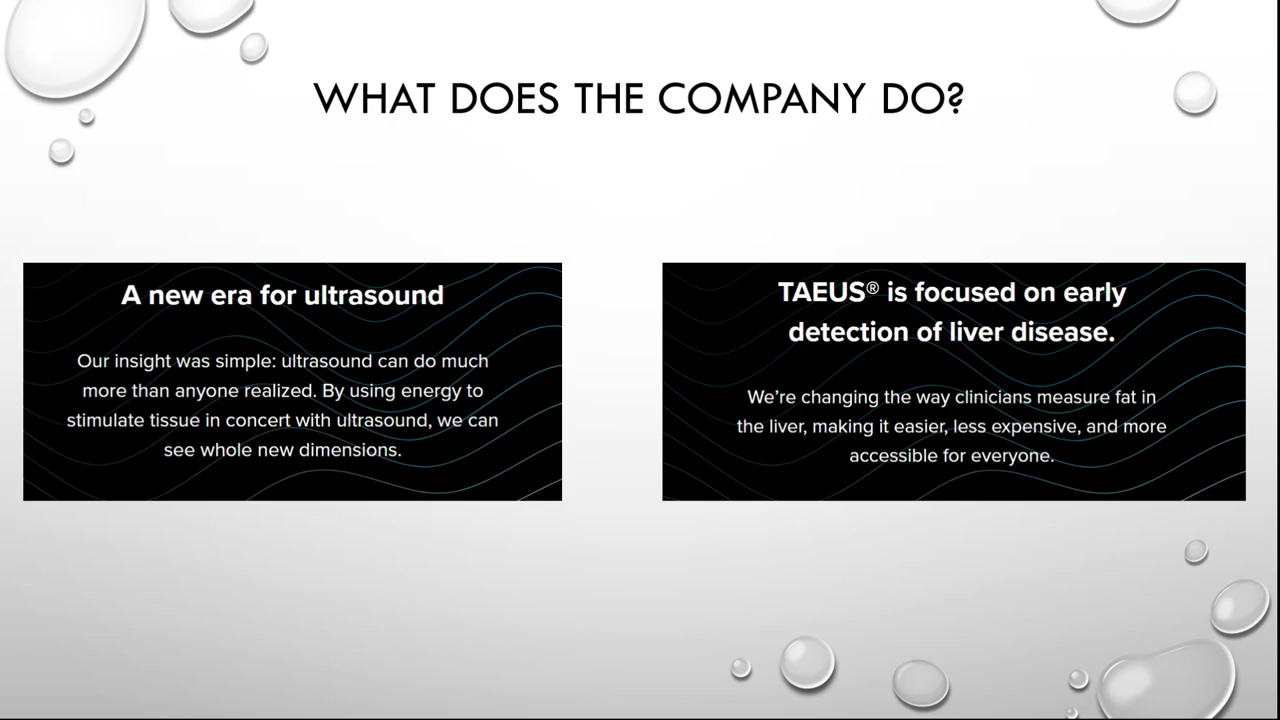 WHAT DOES THE COMPANY DO?
A new era for ultrasound
Our insight was simple: ultrasound can do much
more than anyone realized. By using energy to
stimulate tissue in concert with ultrasound, we can
see whole new dimensions.
TAEUS® is focused on early
detection of liver disease.
We’re changing the way clinicians measure fat in
the liver, making it easier, less expensive, and more
accessible for everyone.